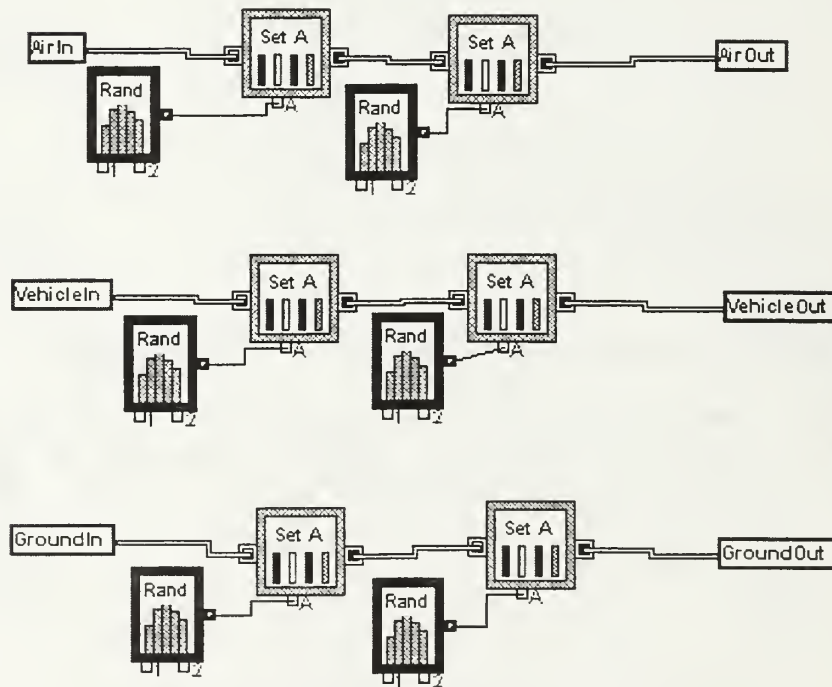 AirIn
Set A
Set A
AirOut
Rand
A
Rand
A
1 2
1 2
VehicleIn
Set A
Set A
VehicleOut
Rand
A
Rand
A
1 2
1 2
GroundIn
Set A
Set A
GroundOut
Rand
A
Rand
A
1 2
1 2